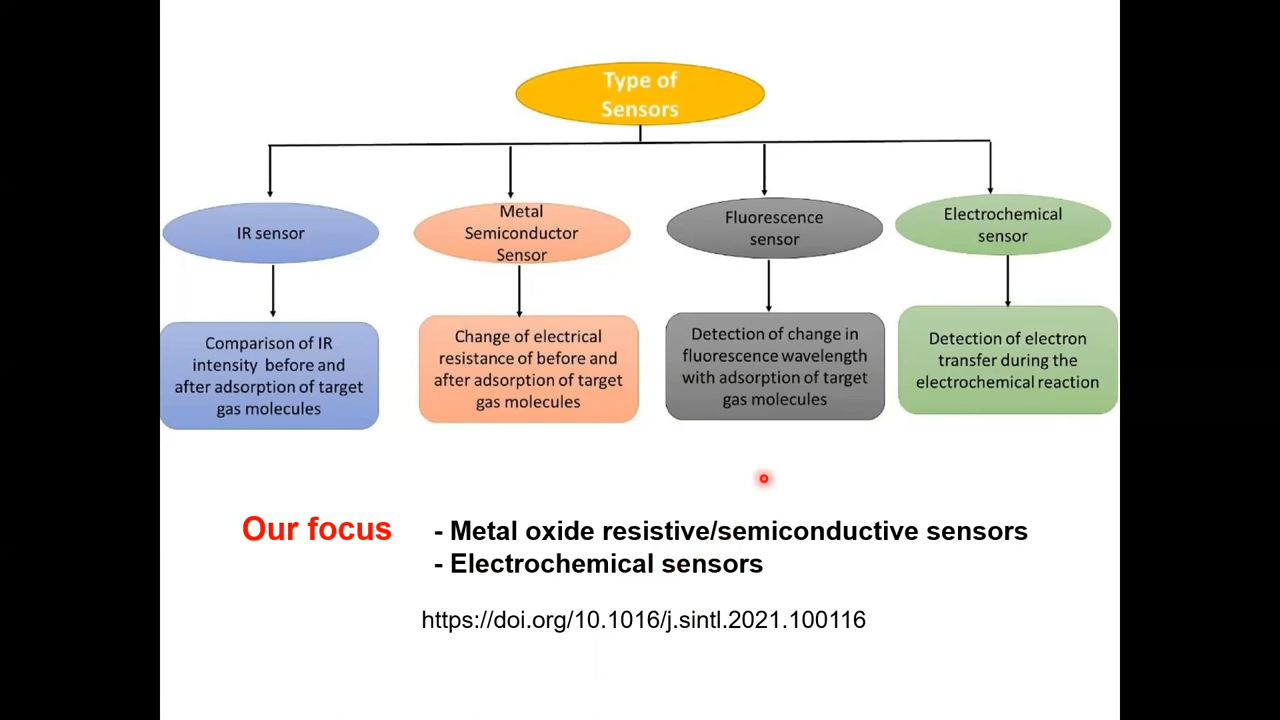 Type of
Sensors
IR sensor
Metal
Semiconductor
Sensor
Fluorescence
sensor
Electrochemical
sensor
Comparison of IR
intensity before and
after adsorption of target
gas molecules
Change of electrical
resistance of before and
after adsorption of target
gas molecules
Detection of change in
fluorescence wavelength
with adsorption of target
gas molecules
Detection of electron
transfer during the
electrochemical reaction
Our focus - Metal oxide resistive/semiconductive sensors
- Electrochemical sensors
https://doi.org/10.1016/j.sintl.2021.100116